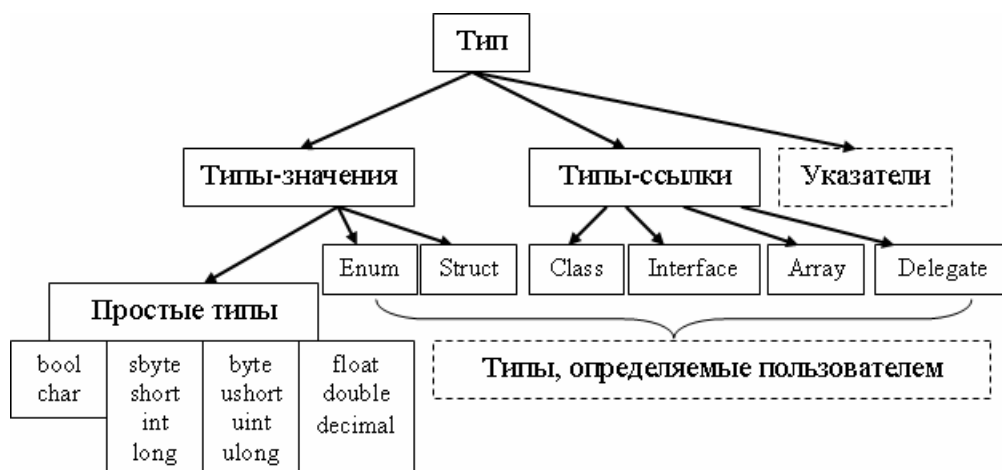 Тип
Типы-значения
Типы-ссылки
Указатели
Enum
Struct
Class
Interface
Array
Delegate
Простые типы
bool
char
sbyte
short
int
long
byte
ushort
uint
ulong
float
double
decimal
Типы, определяемые пользователем